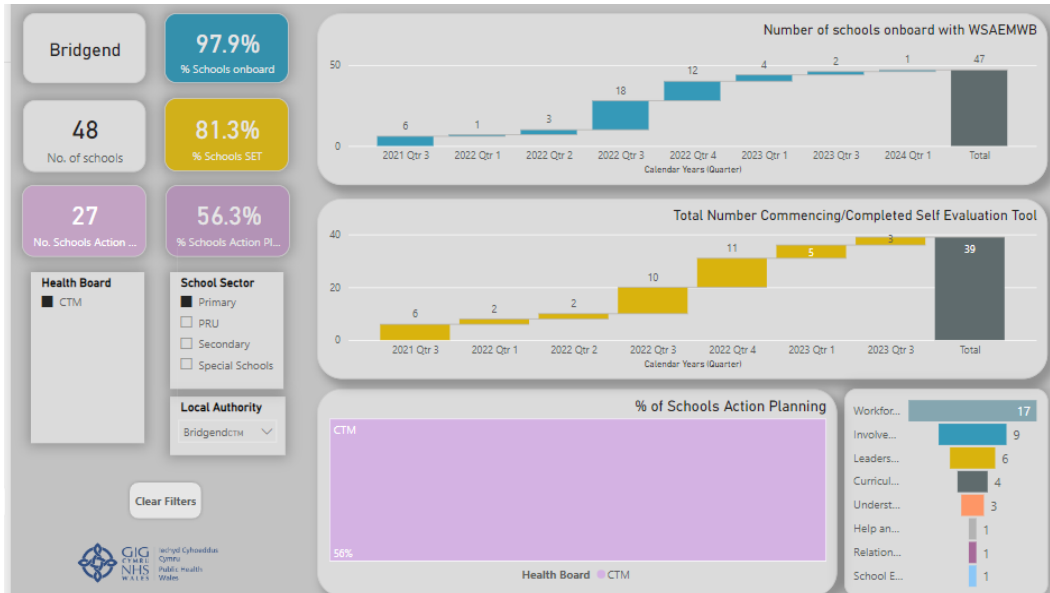 Bridgend
97.9%
% Schools onboard
48
No. of schools
81.3%
% Schools SET
27
No. Schools Action ...
56.3%
% Schools Action Pl...
Health Board
CTM
School Sector
Primary
PRU
Secondary
Special Schools
Local Authority
BridgendCTM
Clear Filters
GIG
CYMRU
NHS
WALES
Iechyd Cyhoeddus
Cymru
Public Health
Wales
Number of schools onboard with WSAEMWB
50
0
6
1
3
18
12
4
2
1
47
2021 Qtr 3
2022 Qtr 1
2022 Qtr 2
2022 Qtr 3
2022 Qtr 4
2023 Qtr 1
2023 Qtr 3
2024 Qtr 1
Total
Calendar Years (Quarter)
Total Number Commencing/Completed Self Evaluation Tool
40
20
0
6
2
2
10
11
5
3
39
2021 Qtr 3
2022 Qtr 1
2022 Qtr 2
2022 Qtr 3
2022 Qtr 4
2023 Qtr 1
2023 Qtr 3
Total
Calendar Years (Quarter)
% of Schools Action Planning
CTM
56%
Health Board CTM
Workfor... 17
Involve... 9
Leaders... 6
Curricul... 4
Underst... 3
Help an... 1
Relation... 1
School E... 1